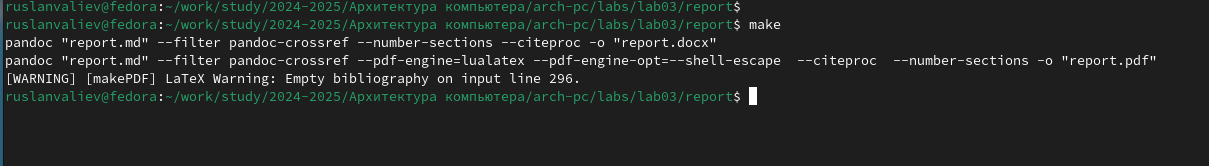 ruslanvaliev@fedora:~/work/study/2024-2025/Архитектура компьютера/arch-pc/labs/lab03/report$
ruslanvaliev@fedora:~/work/study/2024-2025/Архитектура компьютера/arch-pc/labs/lab03/report$ make
pandoc "report.md" --filter pandoc-crossref --number-sections --citeproc -o "report.docx"
pandoc "report.md" --filter pandoc-crossref --pdf-engine=lualatex --pdf-engine-opt=--shell-escape  --citeproc  --number-sections -o "report.pdf"
[WARNING] [makePDF] LaTeX Warning: Empty bibliography on input line 296.
ruslanvaliev@fedora:~/work/study/2024-2025/Архитектура компьютера/arch-pc/labs/lab03/report$